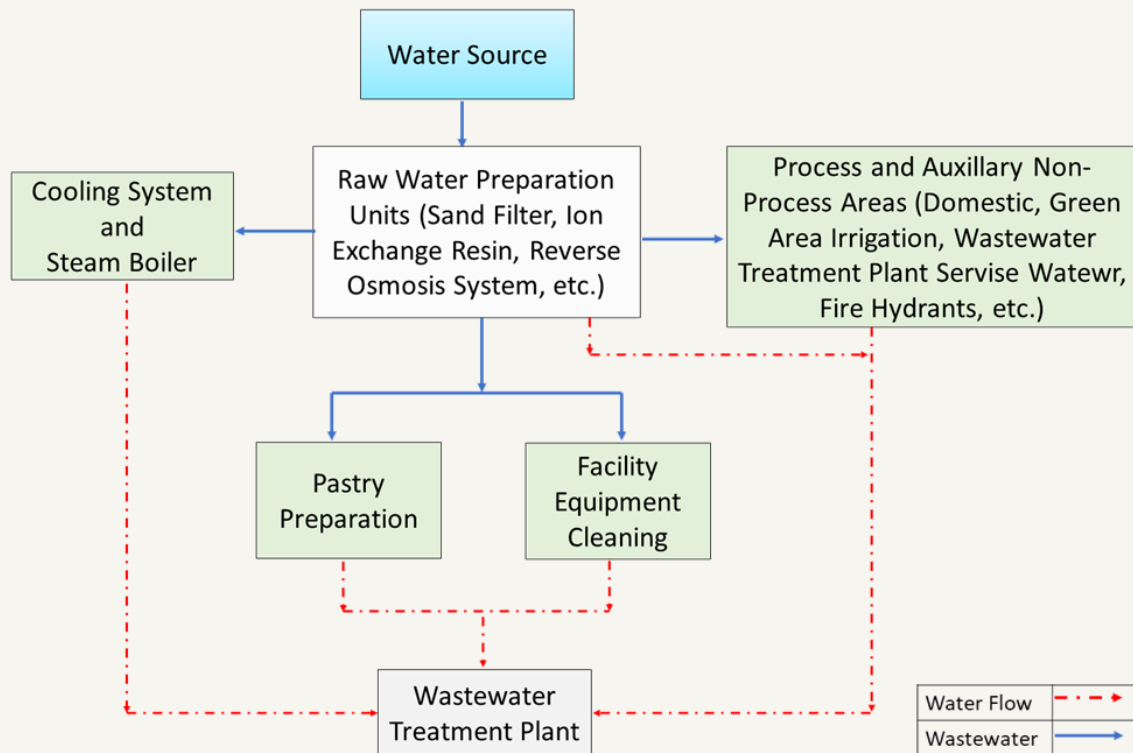 Water Source
Cooling System
and
Steam Boiler
Raw Water Preparation
Units (Sand Filter, Ion
Exchange Resin, Reverse
Osmosis System, etc.)
Process and Auxillary Non-
Process Areas (Domestic, Green
Area Irrigation, Wastewater
Treatment Plant Servise Watewr,
Fire Hydrants, etc.)
Pastry
Preparation
Facility
Equipment
Cleaning
Wastewater
Treatment Plant
Water Flow
Wastewater